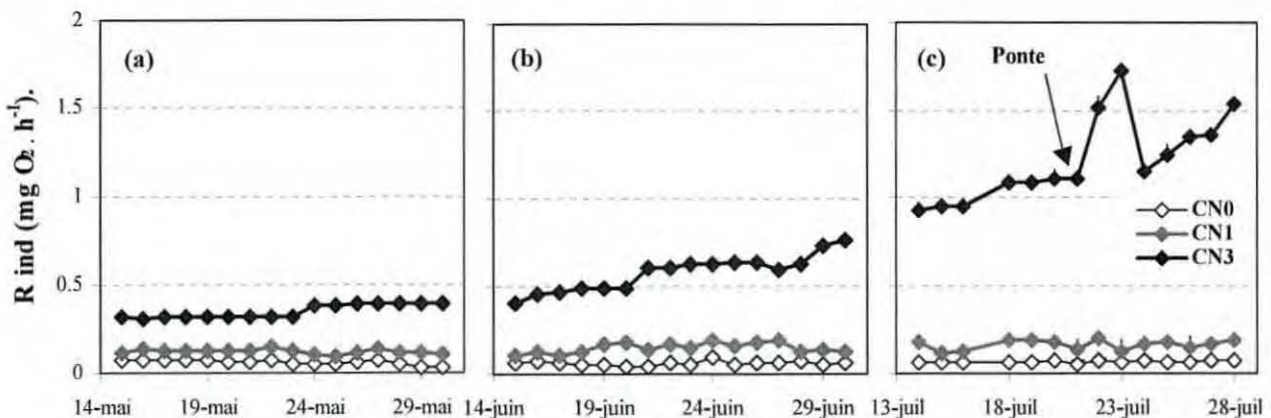 2
(a)
(b)
(c)
Ponte
1.5
R ind (mg O₂ . h⁻¹).
1
CN0
CN1
CN3
0.5
0
14-mai 19-mai 24-mai 29-mai 14-juin 19-juin 24-juin 29-juin 13-juil 18-juil 23-juil 28-juil